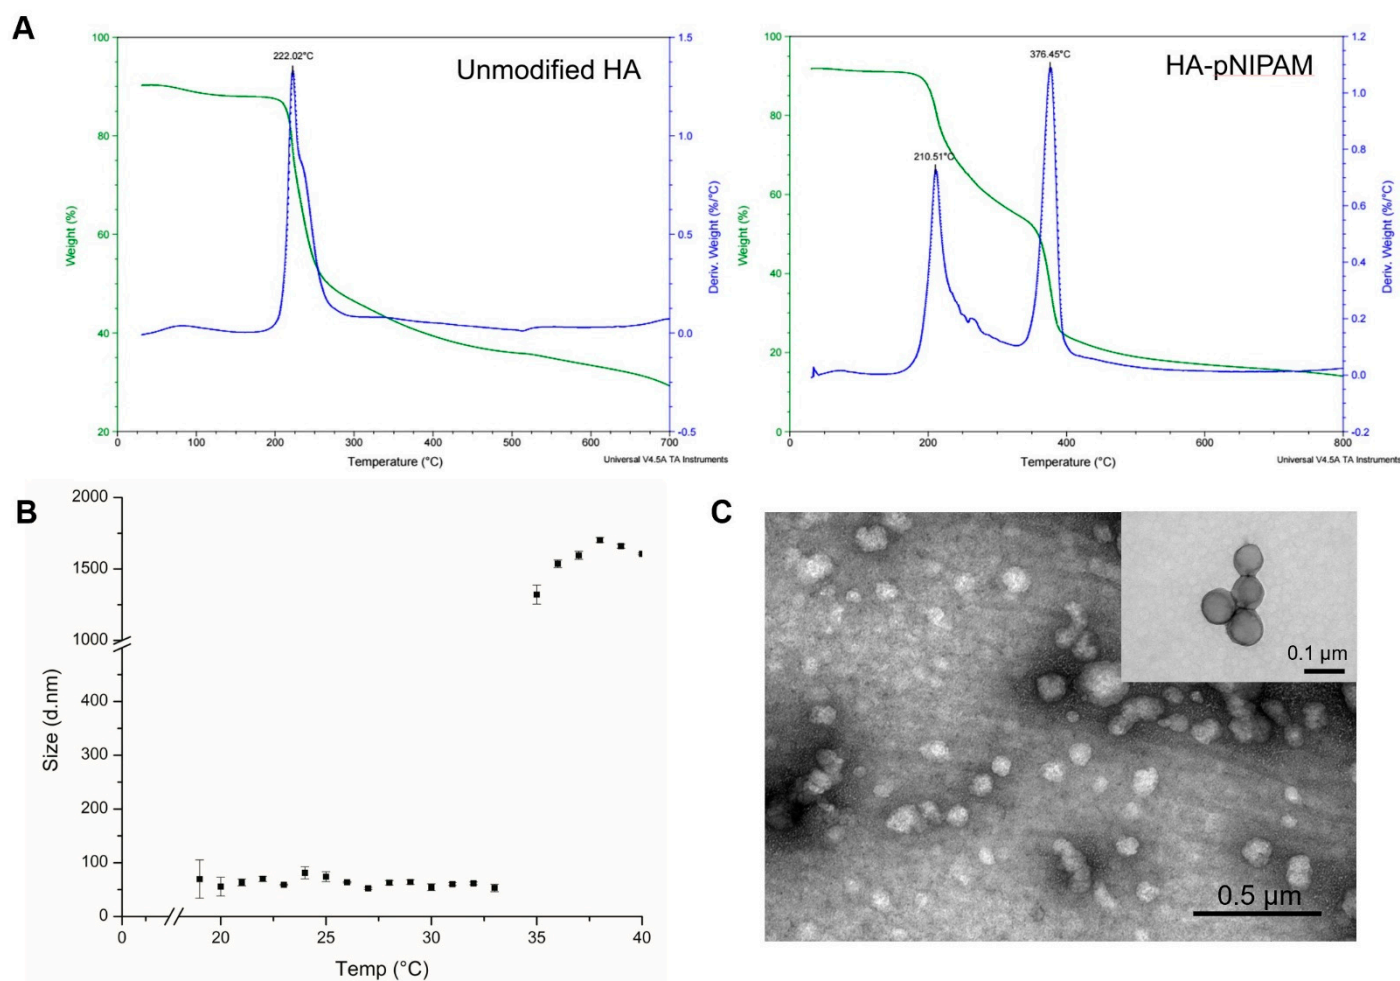 A
Unmodified HA
222.02°C
100
80
60
40
20
Weight (%)
1.5
1.0
0.5
0.0
-0.5
Deriv. Weight (%/°C)
0 100 200 300 400 500 600 700
Temperature (°C)
Universal V4.5A TA Instruments
HA-pNIPAM
210.51°C
376.45°C
100
80
60
40
20
0
Weight (%)
1.2
1.0
0.8
0.6
0.4
0.2
0.0
-0.2
Deriv. Weight (%/°C)
0 200 400 600 800
Temperature (°C)
Universal V4.5A TA Instruments
B
2000
1500
1000
400
300
200
100
0
Size (d.nm)
0 20 25 30 35 40
Temp (°C)
C
0.1 µm
0.5 µm